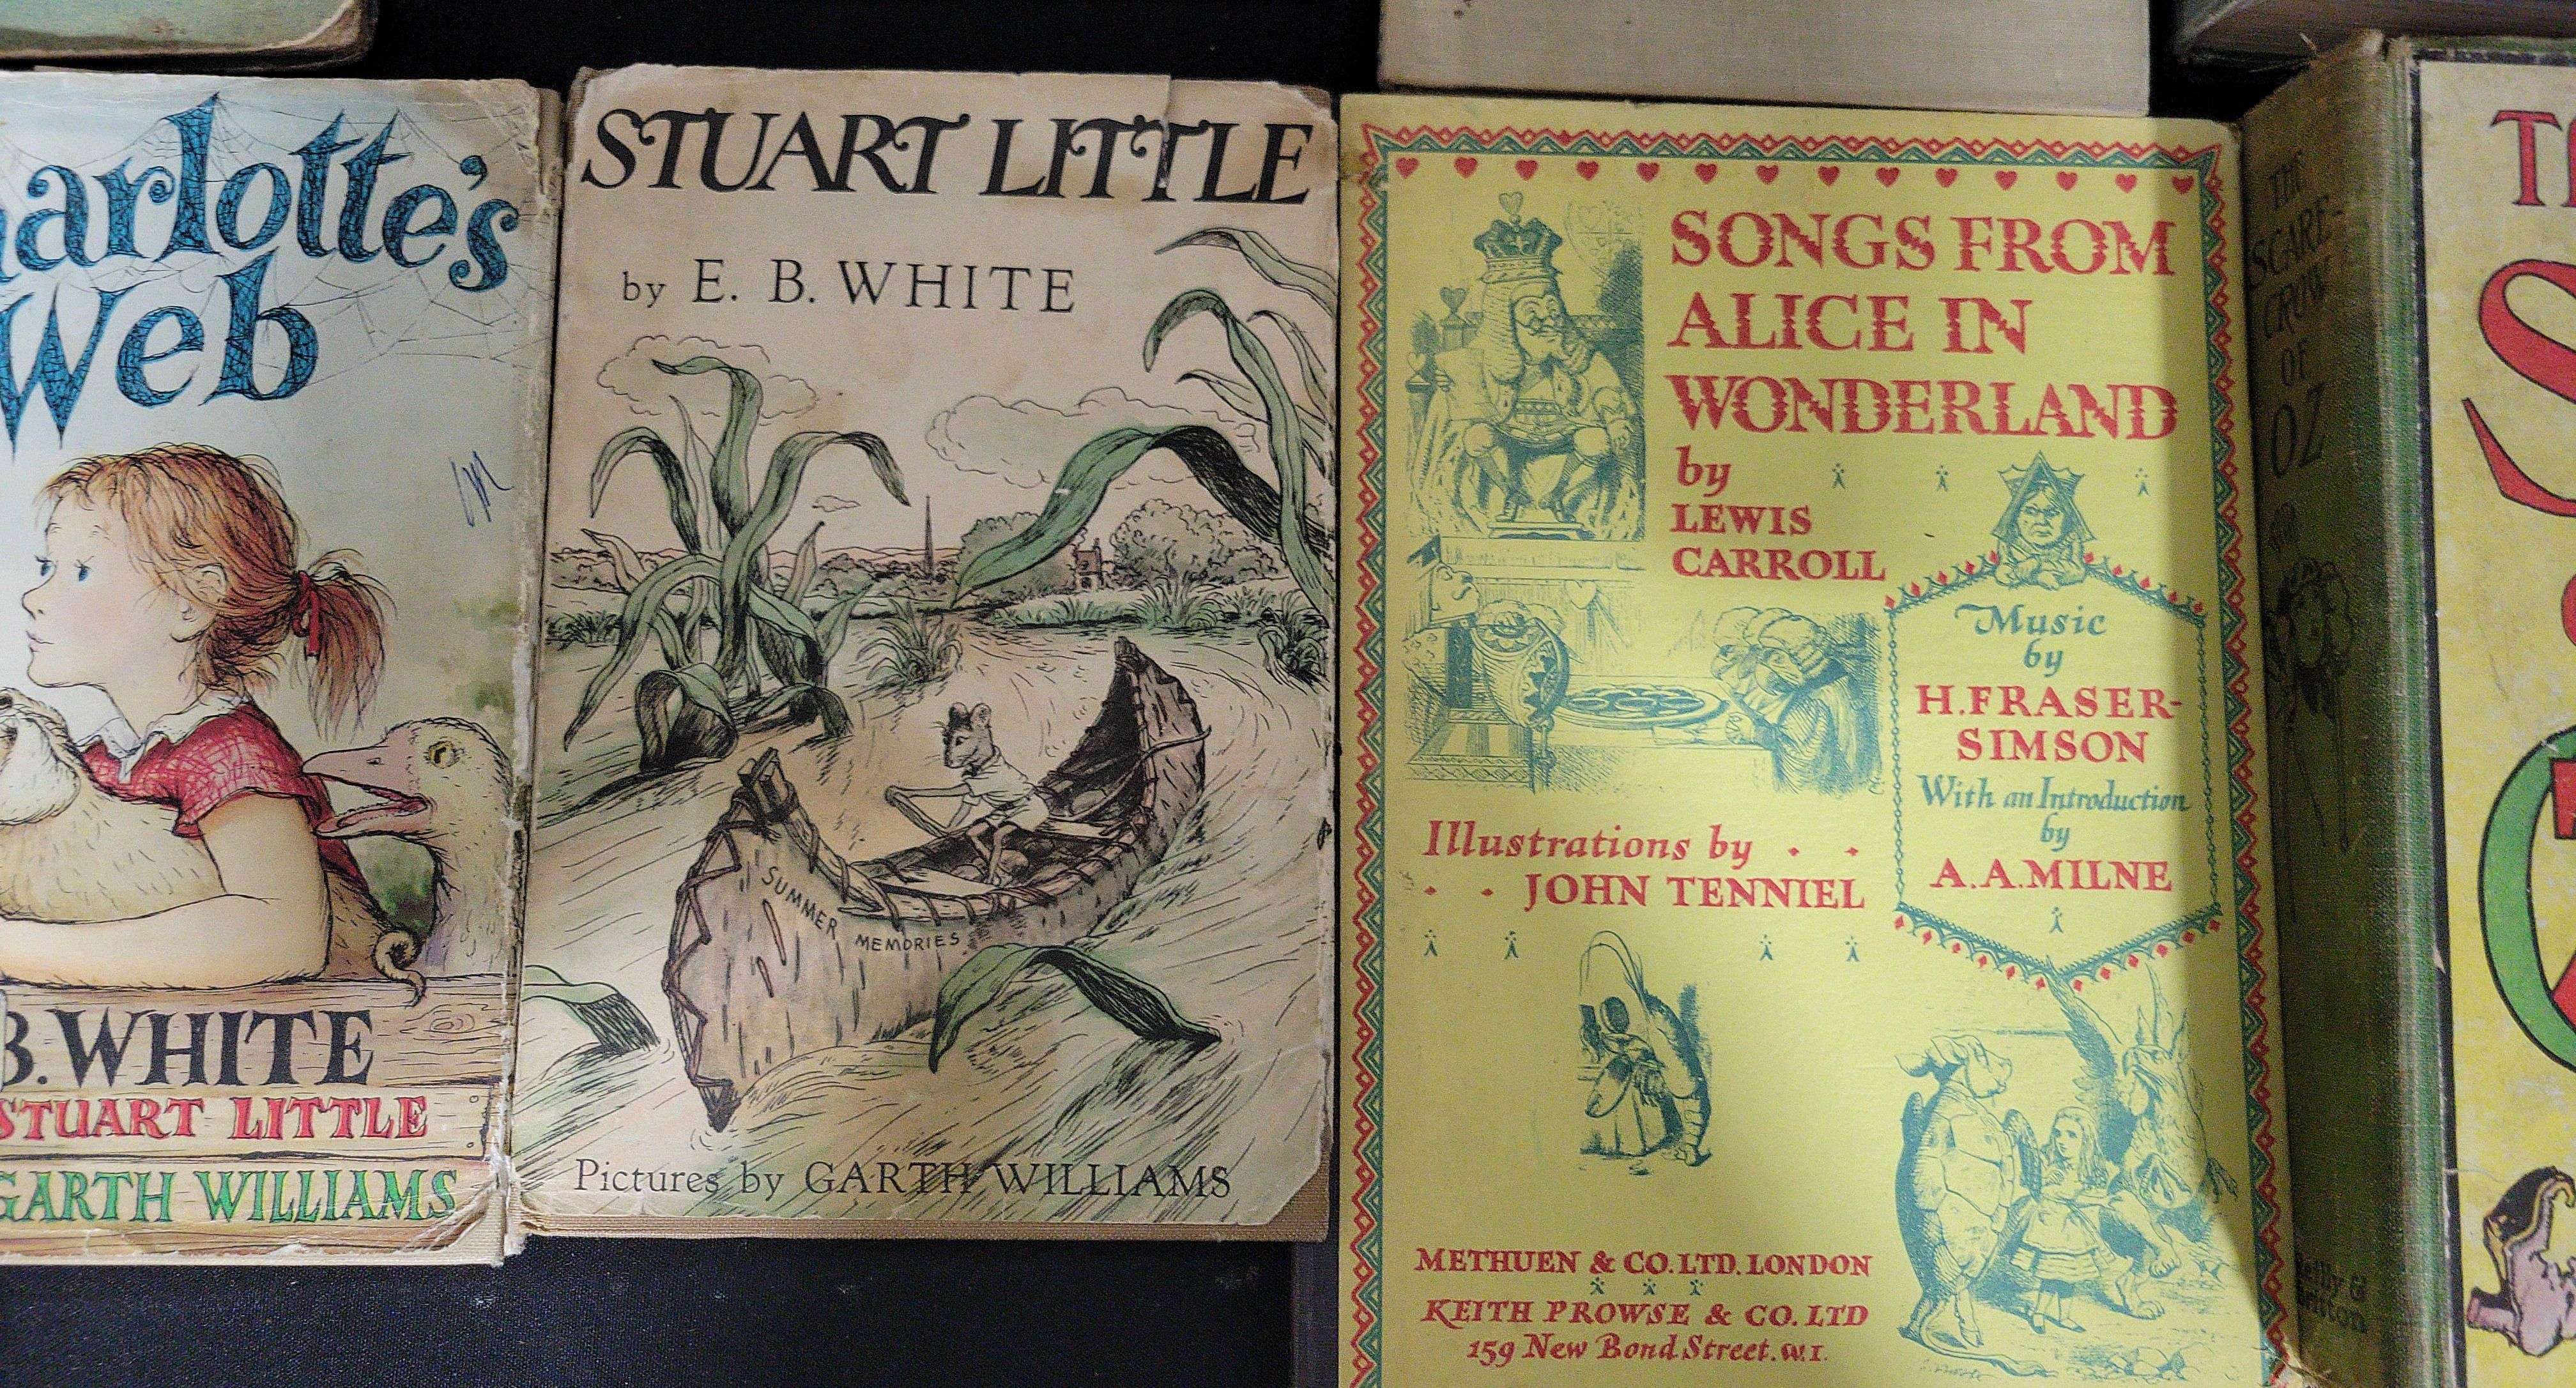 arlotte's
Web
B. WHITE
STUART LITTLE
GARTH WILLIAMS
STUART LITTLE
by E. B. WHITE
SUMMER MEMORIES
Pictures by GARTH WILLIAMS
SONGS FROM
ALICE IN
WONDERLAND
by
LEWIS
CARROLL
Music
by
H. FRASER-
SIMSON
With an Introduction
by
A. A. MILNE
Illustrations by
JOHN TENNIEL
METHUEN & CO. LTD. LONDON
KEITH PROWSE & CO. LTD
159 New Bond Street. W.1.
THE
SCARE-
CROW
OF
OZ